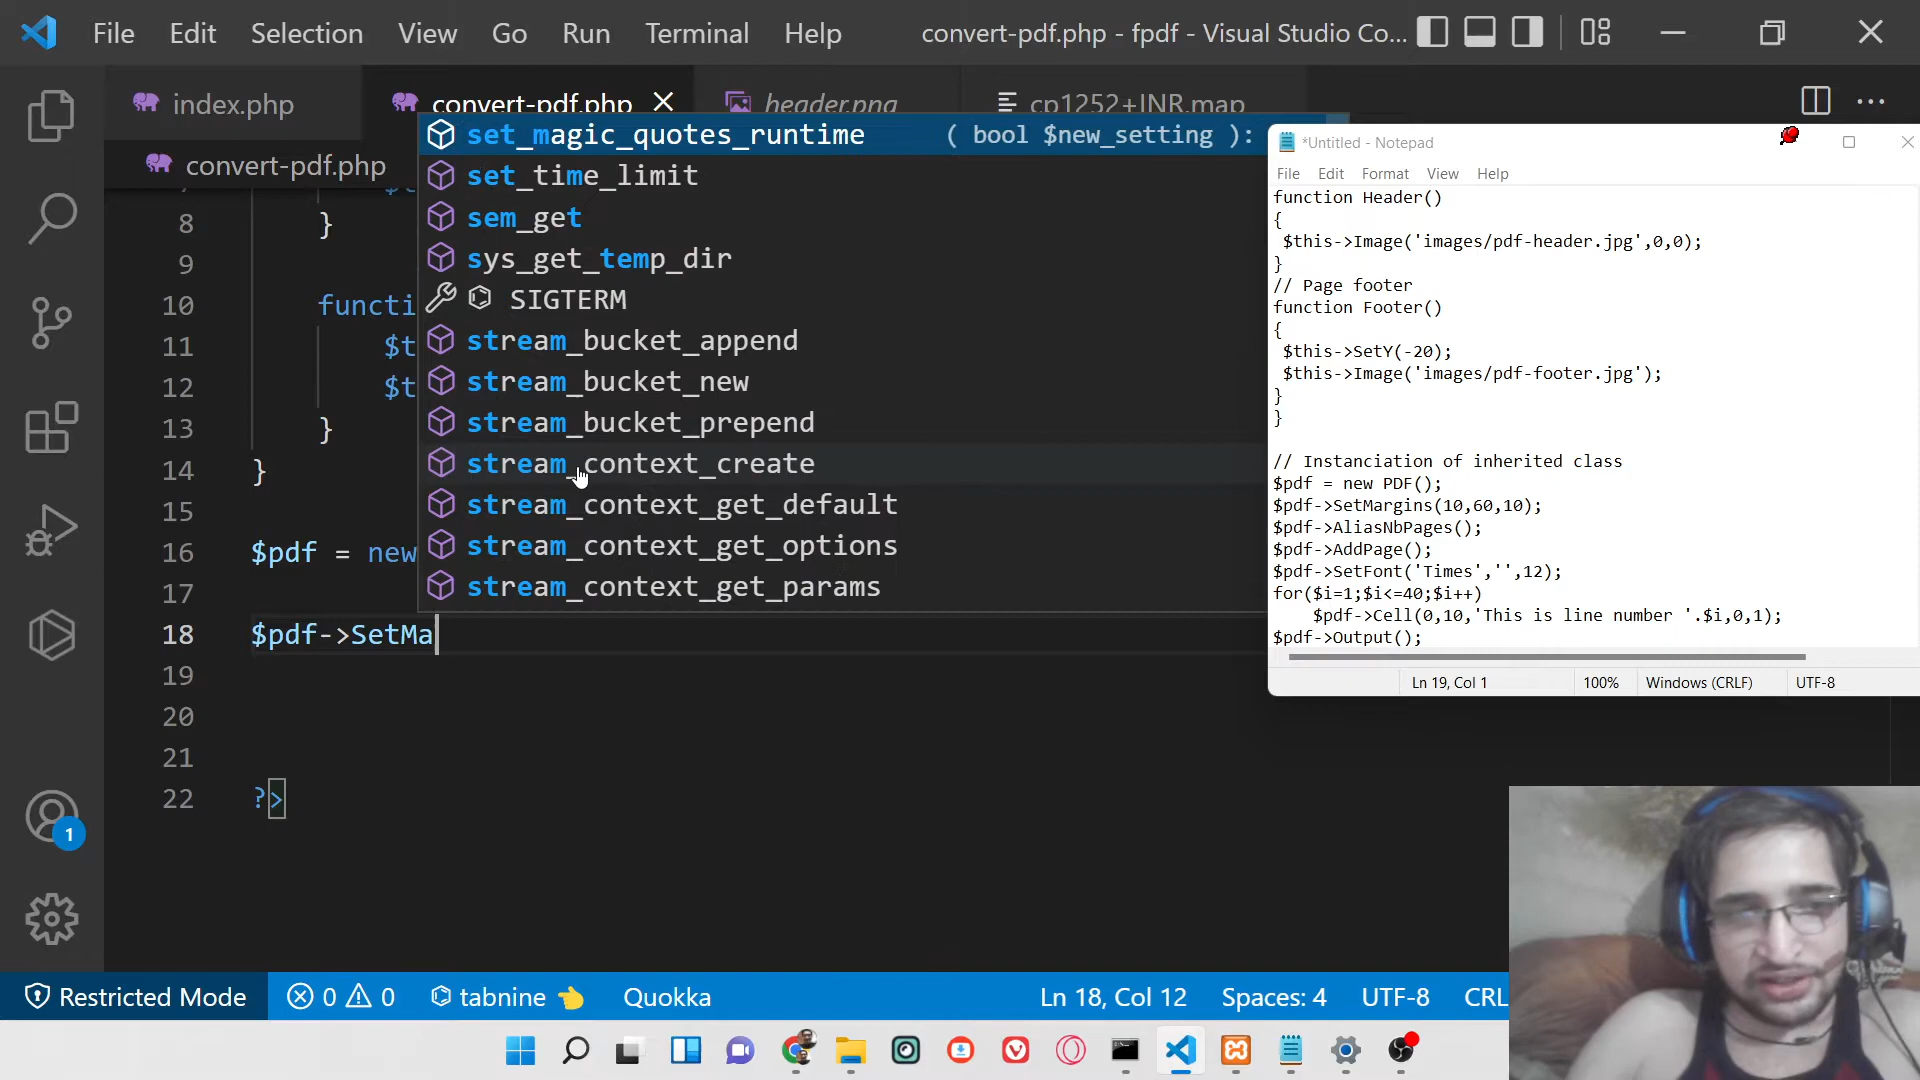 File Edit Selection View Go Run Terminal Help convert-pdf.php - fpdf - Visual Studio Co...
index.php convert-pdf.php header.png cp1252+INR.map
convert-pdf.php
set_magic_quotes_runtime ( bool $new_setting ):
set_time_limit
sem_get
sys_get_temp_dir
SIGTERM
stream_bucket_append
stream_bucket_new
stream_bucket_prepend
stream_context_create
stream_context_get_default
stream_context_get_options
stream_context_get_params
8 }
9
10 functi
11 $t
12 $t
13 }
14 }
15
16 $pdf = new
17
18 $pdf->SetMa
19
20
21
22 ?>
*Untitled - Notepad
File Edit Format View Help
function Header()
{
$this->Image('images/pdf-header.jpg',0,0);
}
// Page footer
function Footer()
{
$this->SetY(-20);
$this->Image('images/pdf-footer.jpg');
}
}
// Instanciation of inherited class
$pdf = new PDF();
$pdf->SetMargins(10,60,10);
$pdf->AliasNbPages();
$pdf->AddPage();
$pdf->SetFont('Times','',12);
for($i=1;$i<=40;$i++)
$pdf->Cell(0,10,'This is line number '.$i,0,1);
$pdf->Output();
Ln 19, Col 1 100% Windows (CRLF) UTF-8
1
Restricted Mode 0 0 tabnine Quokka Ln 18, Col 12 Spaces: 4 UTF-8 CRL